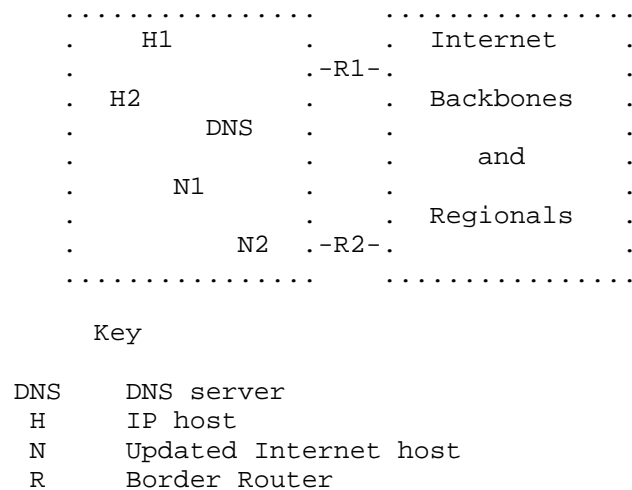 ................     ................
.     H1       .     .  Internet    .
.              .-R1-.              .
.  H2          .     .  Backbones   .
.        DNS   .     .              .
.              .     .     and      .
.      N1      .     .              .
.              .     .  Regionals   .
.          N2  .-R2-.              .
................     ................
Key
DNS     DNS server
H      IP host
N      Updated Internet host
R      Border Router